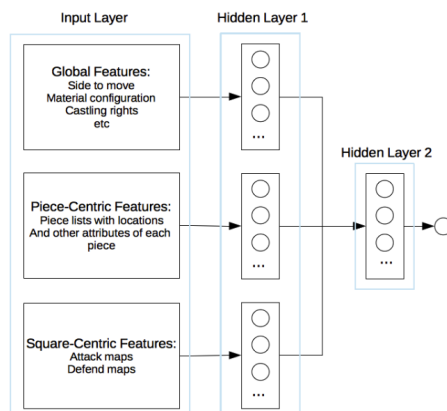 Input Layer
Hidden Layer 1
Global Features:
Side to move
Material configuration
Castling rights
etc
...
Hidden Layer 2
Piece-Centric Features:
Piece lists with locations
And other attributes of each
piece
...
...
Square-Centric Features:
Attack maps
Defend maps
...